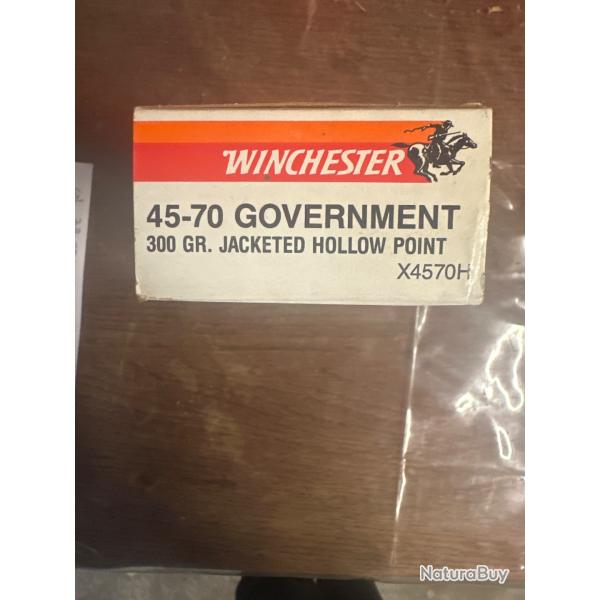 WINCHESTER
45-70 GOVERNMENT
300 GR. JACKETED HOLLOW POINT
X4570H
NaturaBuy